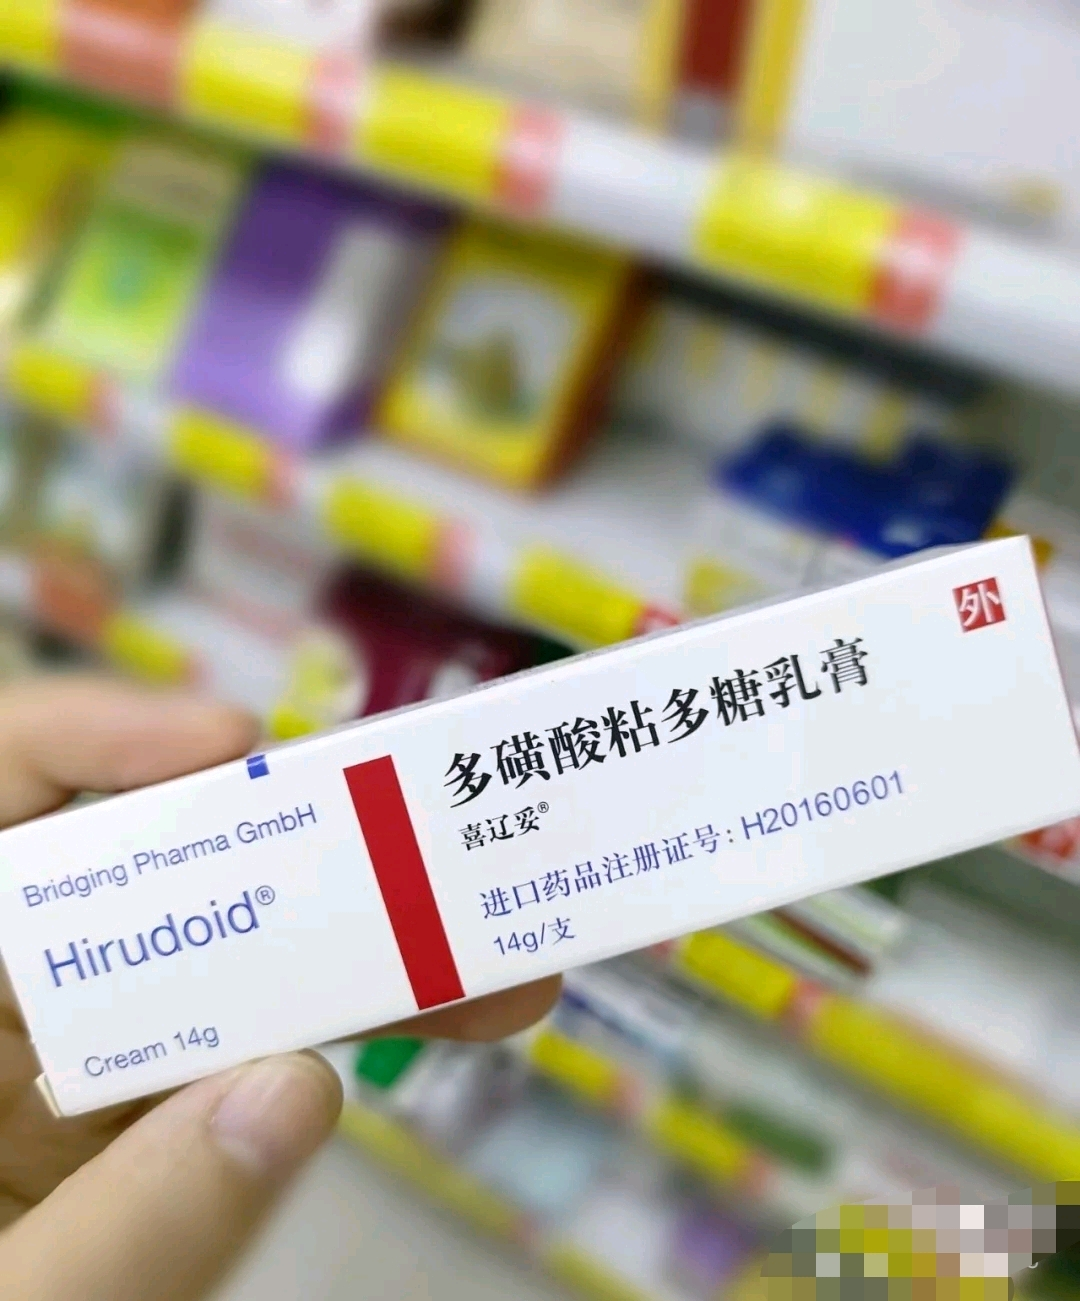 外
多磺酸粘多糖乳膏
喜辽妥®
进口药品注册证号: H20160601
14g/支
Bridging Pharma GmbH
Hirudoid®
Cream 14g